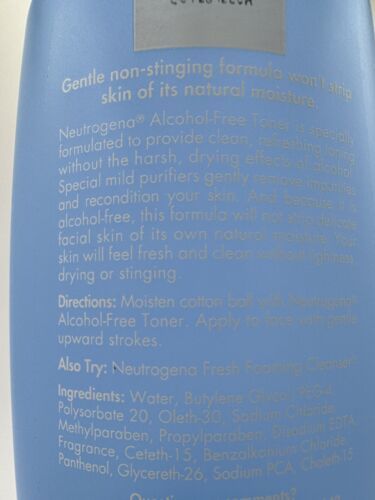 Gentle non-stinging formula won't strip
skin of its natural moisture.
Neutrogena® Alcohol-Free Toner is specially
formulated to provide clean, refreshing toning
without the harsh, drying effects of alcohol.
Special mild purifiers gently remove impurities
and recondition your skin. And because it is
alcohol-free, this formula will not strip delicate
facial skin of its own natural moisture. Your
skin will feel fresh and clean without tightness,
drying or stinging.
Directions: Moisten cotton ball with Neutrogena®
Alcohol-Free Toner. Apply to face with gentle
upward strokes.
Also Try: Neutrogena Fresh Foaming Cleanser
Ingredients: Water, Butylene Glycol, PEG-4,
Polysorbate 20, Oleth-30, Sodium Chloride,
Methylparaben, Propylparaben, Disodium EDTA,
Fragrance, Ceteth-15, Benzalkonium Chloride,
Panthenol, Glycereth-26, Sodium PCA, Choleth-15